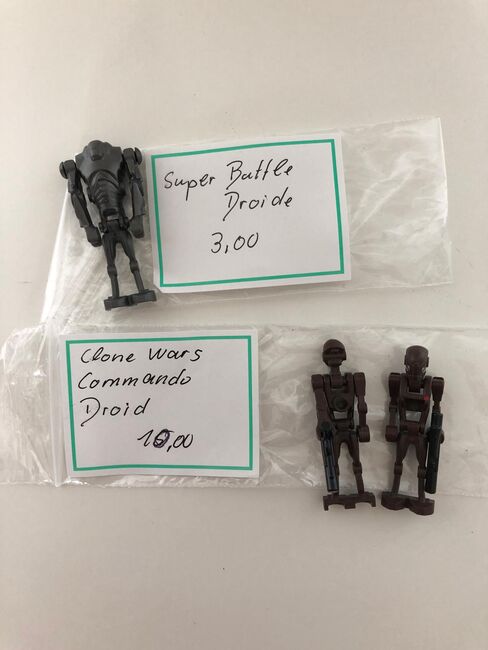 Super Battle
Droide
3,00
Clone Wars
Commando
Droid
10,00